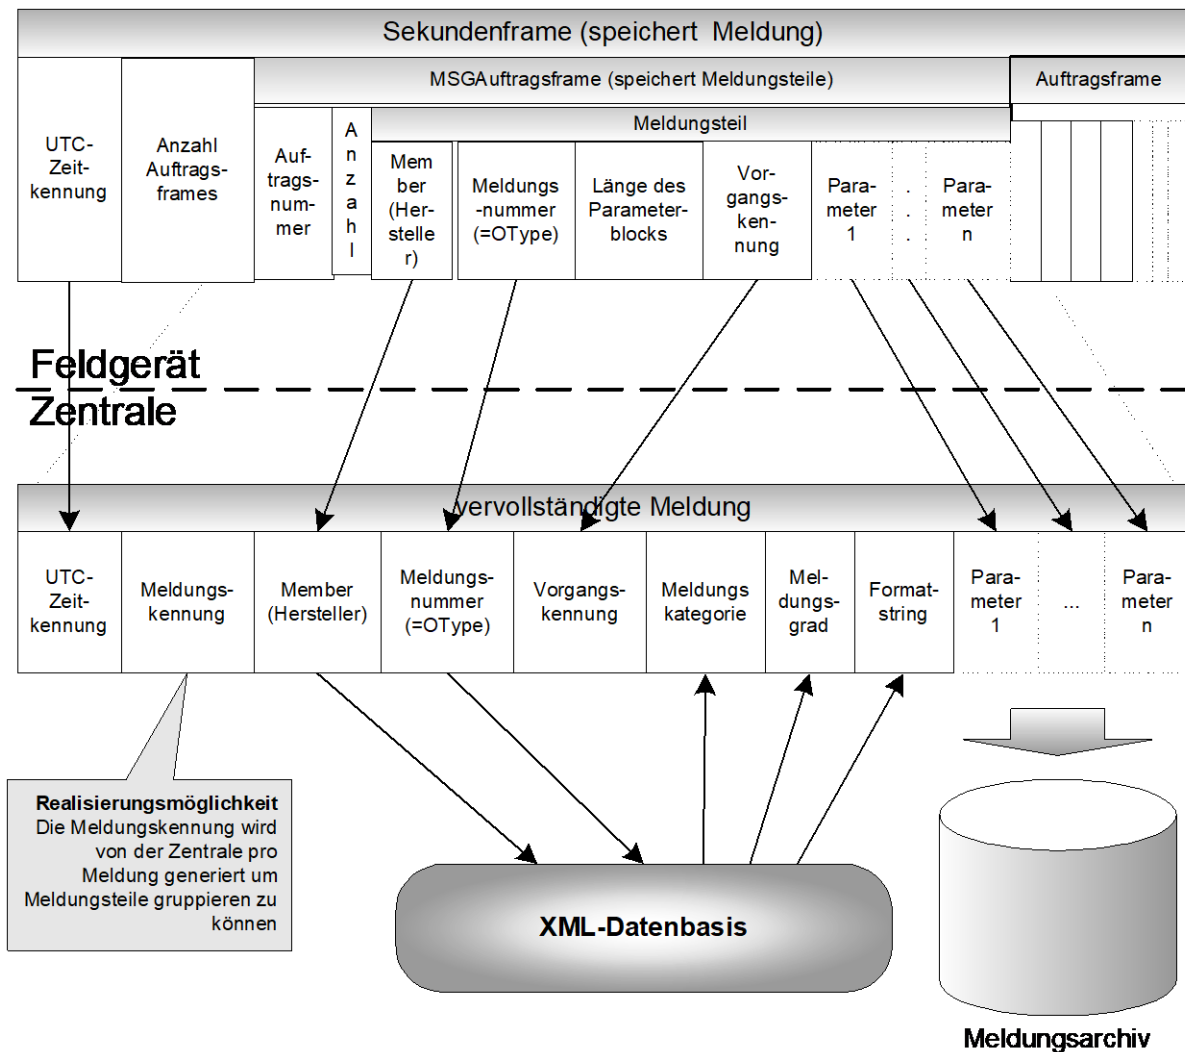 Sekundenframe (speichert Meldung)
MSGAuftragsframe (speichert Meldungsteile)
Auftragsframe
UTC-
Zeit-
kennung
Anzahl
Auftrags-
frames
Auf-
tragsnum-
mer
A
n
z
a
h
l
Meldungsteil
Mem
ber
(Her-
stelle
r)
Meldungs
-nummer
(=OType)
Länge des
Parameter-
blocks
Vor-
gangs-
ken-
nung
Para-
meter
1
.
.
.
Para-
meter
n
Feldgerät
Zentrale
vervollständigte Meldung
UTC-
Zeit-
kennung
Meldungs-
kennung
Member
(Hersteller)
Meldungs-
nummer
(=OType)
Vorgangs-
kennung
Meldungs
kategorie
Mel-
dungs-
grad
Format-
string
Para-
meter
1
...
Para-
meter
n
Realisierungsmöglichkeit
Die Meldungskennung wird
von der Zentrale pro
Meldung generiert um
Meldungsteile gruppieren zu
können
XML-Datenbasis
Meldungsarchiv